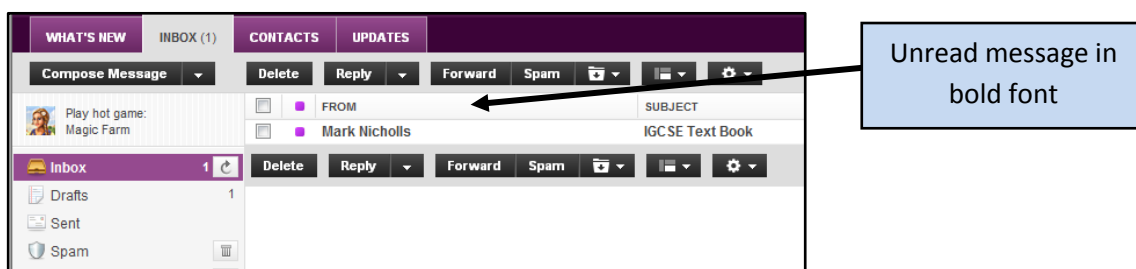 WHAT'S NEW INBOX (1) CONTACTS UPDATES
Compose Message Delete Reply Forward Spam
Play hot game:
Magic Farm
FROM SUBJECT
Mark Nicholls IGCSE Text Book
Inbox 1
Delete Reply Forward Spam
Drafts 1
Sent
Spam
Unread message in
bold font